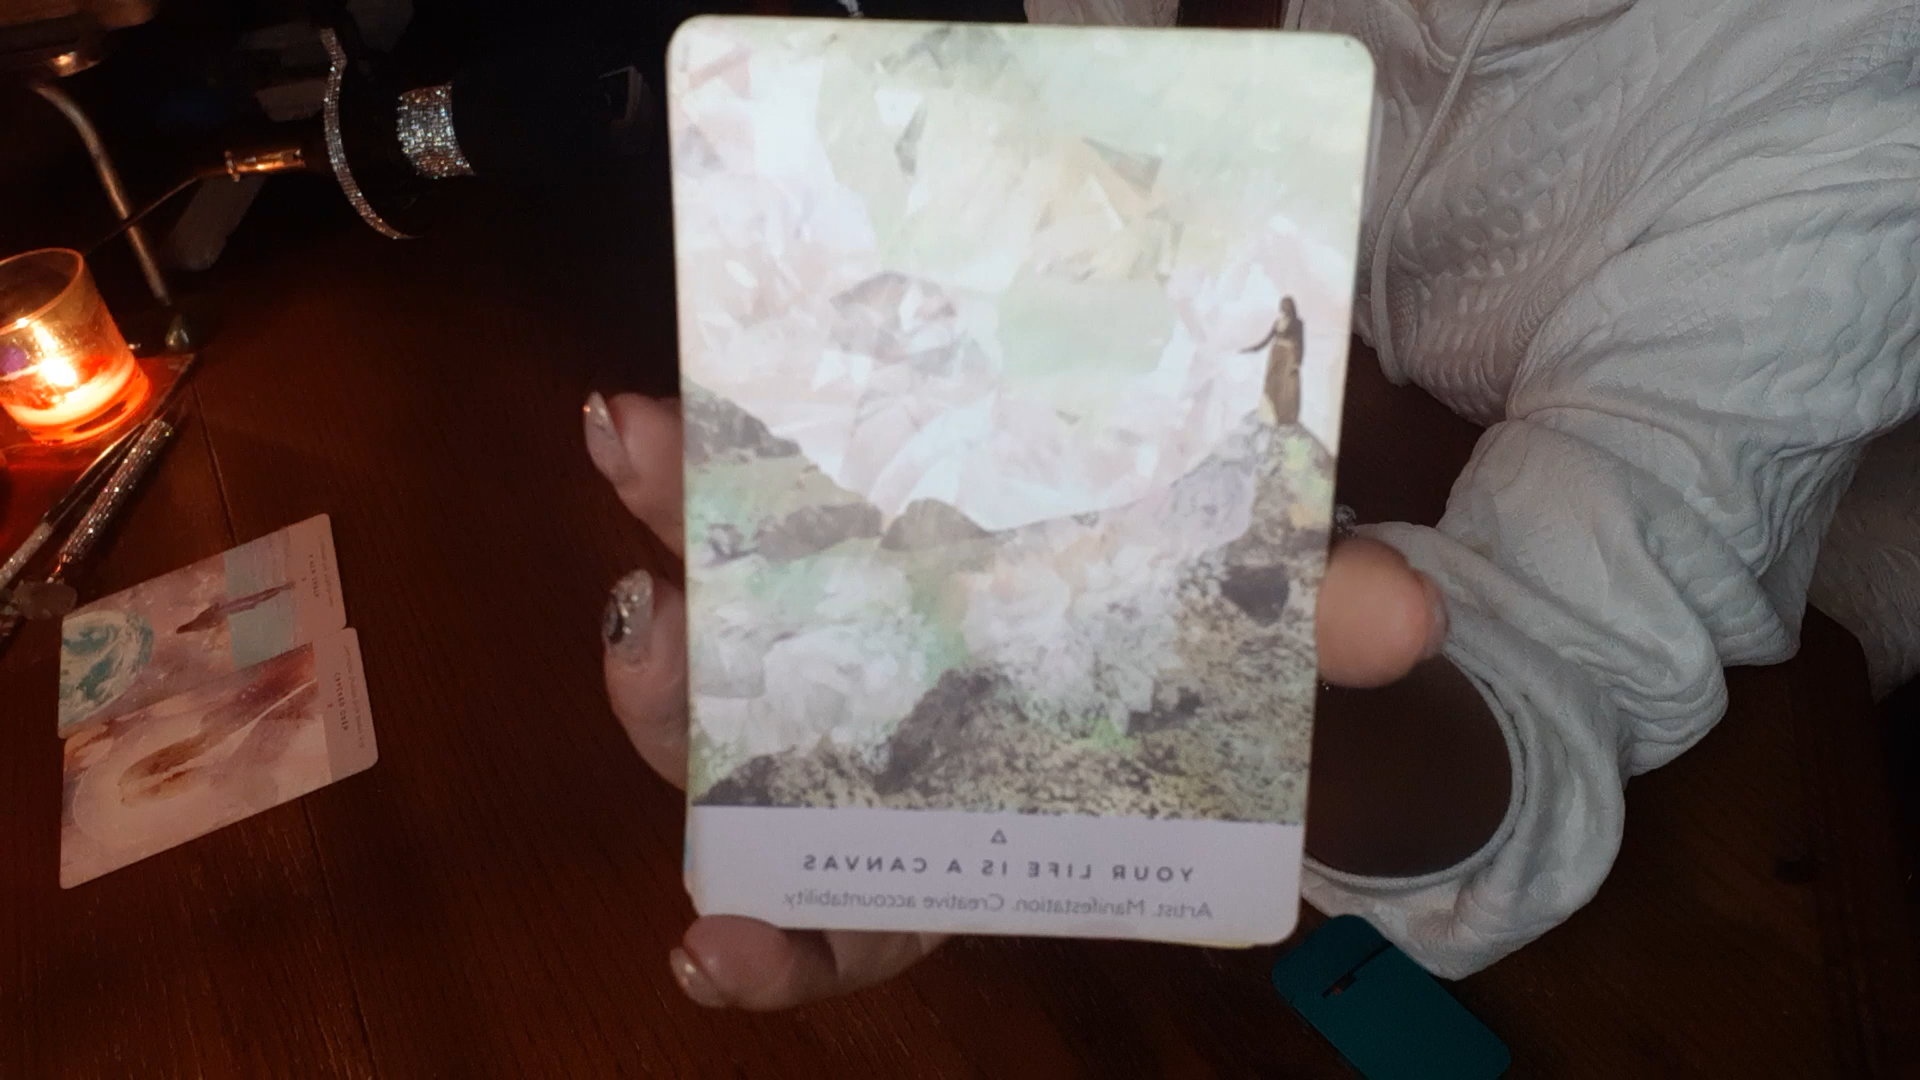 YOUR LIFE IS A CANVAS
Artist. Manifestation. Creative accountability.